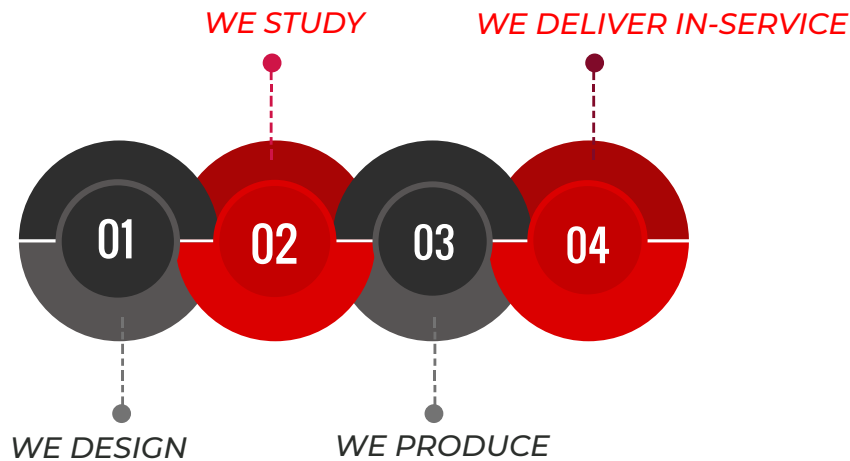 WE STUDY
WE DELIVER IN-SERVICE
01
02
03
04
WE DESIGN
WE PRODUCE